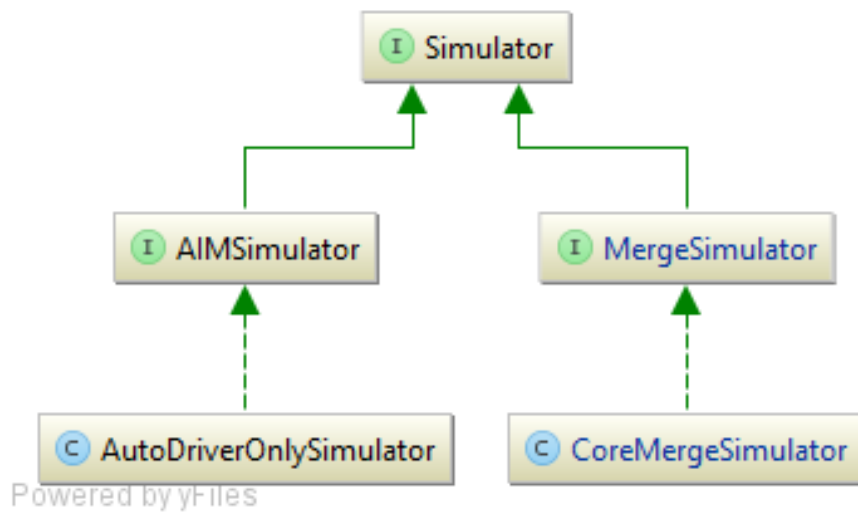 I Simulator
I AIMSimulator
I MergeSimulator
C AutoDriverOnlySimulator
C CoreMergeSimulator
Powered by yFiles